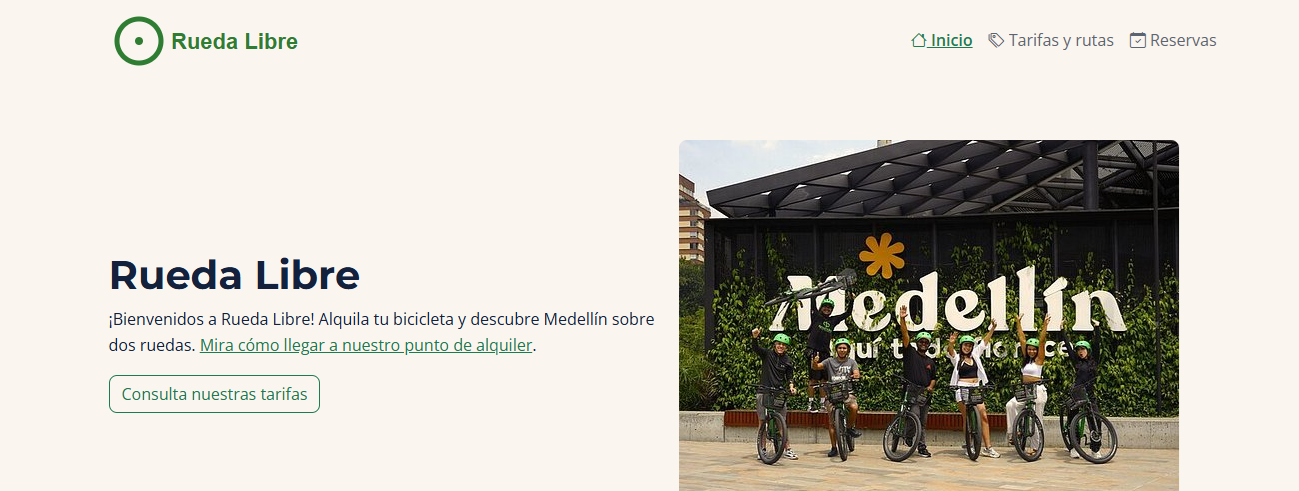 Rueda Libre
Inicio
Tarifas y rutas
Reservas
Medellín
Rueda Libre
¡Bienvenidos a Rueda Libre! Alquila tu bicicleta y descubre Medellín sobre
dos ruedas. Mira cómo llegar a nuestro punto de alquiler.
Consulta nuestras tarifas